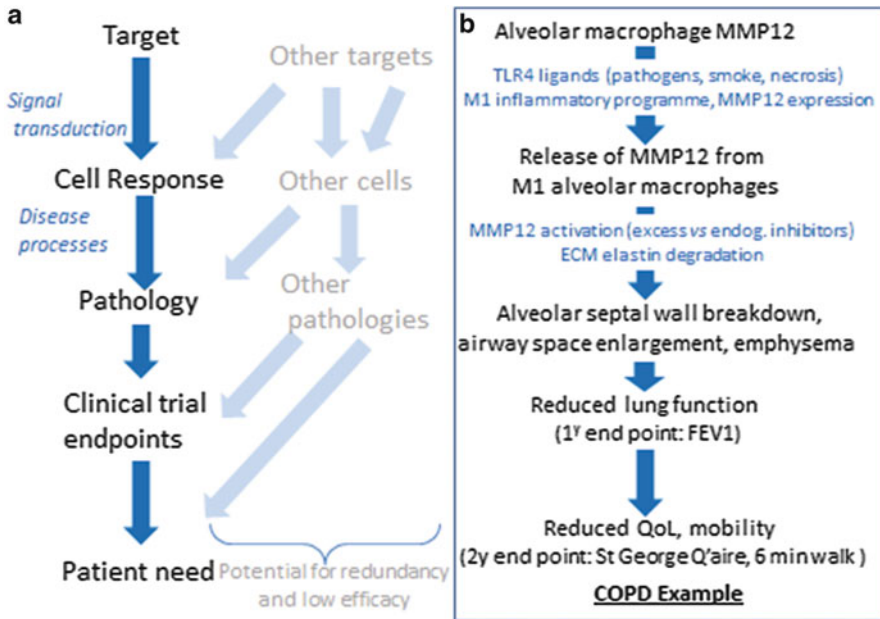 a
Target
Other targets
Signal
transduction
Cell Response
Other cells
Disease
processes
Pathology
Other
pathologies
Clinical trial
endpoints
Patient need
Potential for redundancy
and low efficacy
b
Alveolar macrophage MMP12
TLR4 ligands (pathogens, smoke, necrosis)
M1 inflammatory programme, MMP12 expression
Release of MMP12 from
M1 alveolar macrophages
MMP12 activation (excess vs endog. inhibitors)
ECM elastin degradation
Alveolar septal wall breakdown,
airway space enlargement, emphysema
Reduced lung function
(1ʸ end point: FEV1)
Reduced QoL, mobility
(2y end point: St George Q'aire, 6 min walk )
COPD Example